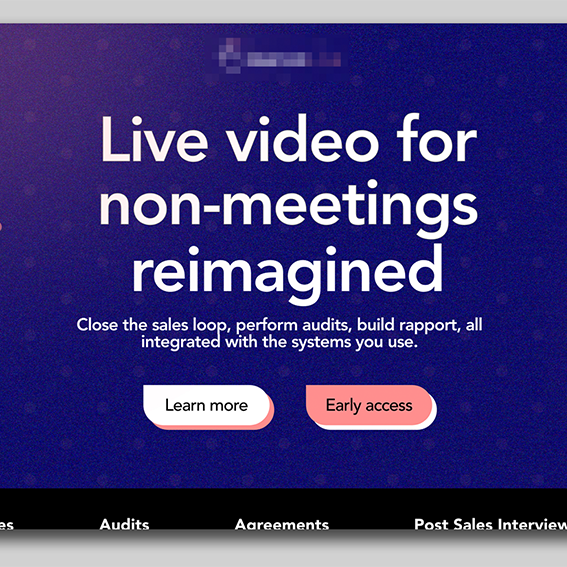 Live video for
non-meetings
reimagined
Close the sales loop, perform audits, build rapport, all
integrated with the systems you use.
Learn more Early access
es Audits Agreements Post Sales Interview